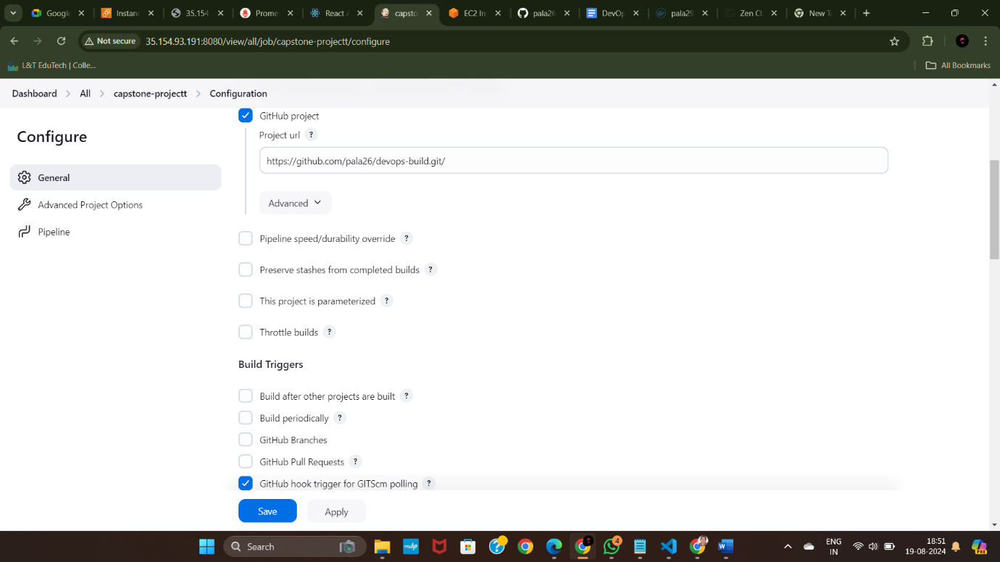 Google
Instanc
35.154
Prome
React A
capsto
EC2 In
pala26
DevOp
pala29
Zen Cl
New T
Not secure
35.154.93.191:8080/view/all/job/capstone-projectt/configure
L&T EduTech | Colle...
All Bookmarks
Dashboard
All
capstone-projectt
Configuration
Configure
General
Advanced Project Options
Pipeline
GitHub project
Project url ?
https://github.com/pala26/devops-build.git/
Advanced
Pipeline speed/durability override ?
Preserve stashes from completed builds ?
This project is parameterized ?
Throttle builds ?
Build Triggers
Build after other projects are built ?
Build periodically ?
GitHub Branches
GitHub Pull Requests ?
GitHub hook trigger for GITScm polling ?
Save
Apply
Search
4
ENG
IN
18:51
19-08-2024